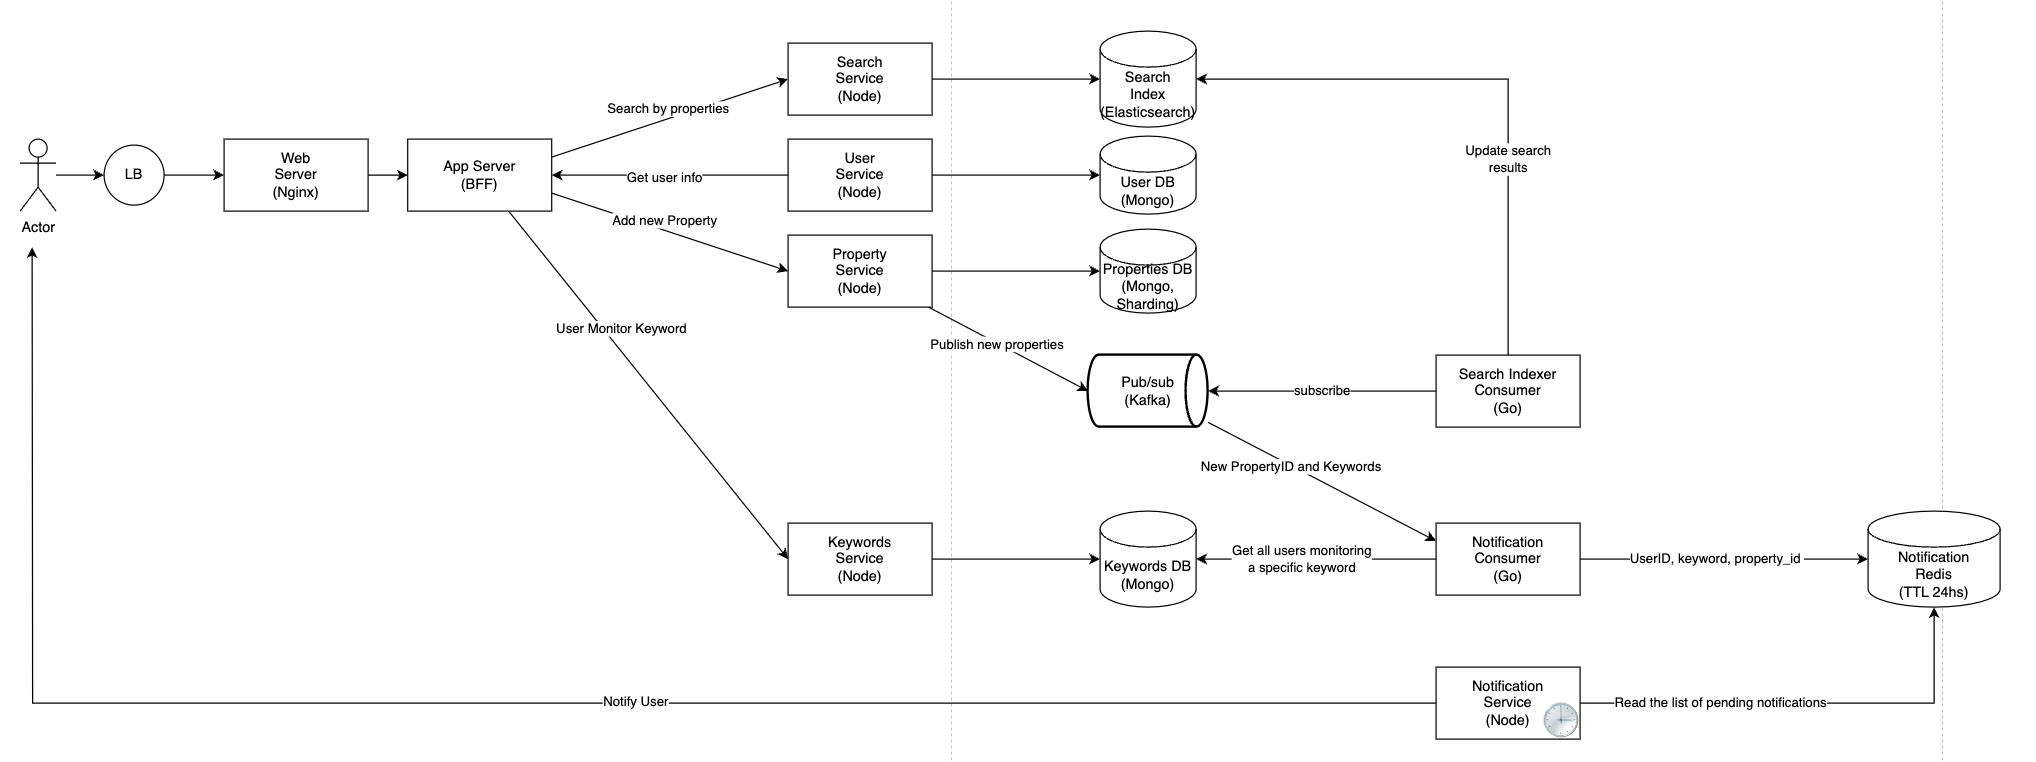 Search
Service
(Node)
Search
Index
(Elasticsearch)
Search by properties
Update search
results
Actor
LB
Web
Server
(Nginx)
App Server
(BFF)
Get user info
User
Service
(Node)
User DB
(Mongo)
Add new Property
Property
Service
(Node)
Properties DB
(Mongo,
Sharding)
User Monitor Keyword
Publish new properties
Pub/sub
(Kafka)
subscribe
Search Indexer
Consumer
(Go)
New PropertyID and Keywords
Keywords
Service
(Node)
Keywords DB
(Mongo)
Get all users monitoring
a specific keyword
Notification
Consumer
(Go)
UserID, keyword, property_id
Notification
Redis
(TTL 24hs)
Notify User
Notification
Service
(Node)
Read the list of pending notifications